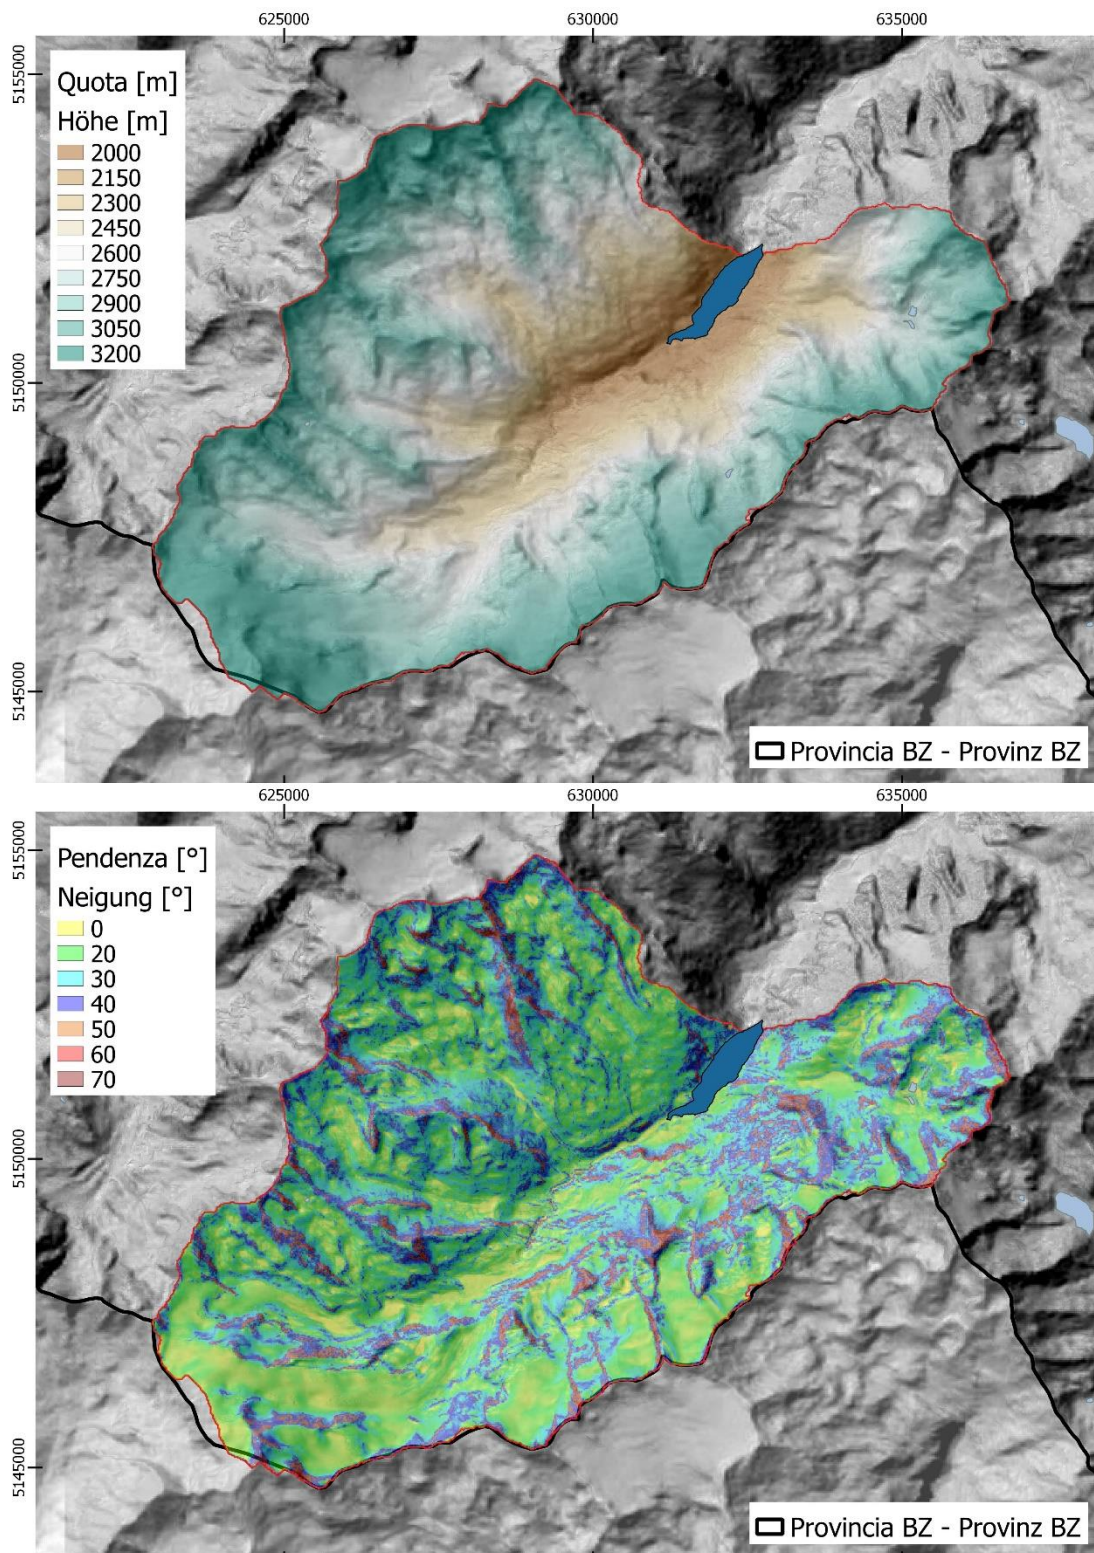 625000 630000 635000
5155000
Quota [m]
Höhe [m]
2000
2150
2300
2450
2600
2750
2900
3050
3200
5150000
5145000
Provincia BZ - Provinz BZ
625000 630000 635000
5155000
Pendenza [°]
Neigung [°]
0
20
30
40
50
60
70
5150000
5145000
Provincia BZ - Provinz BZ